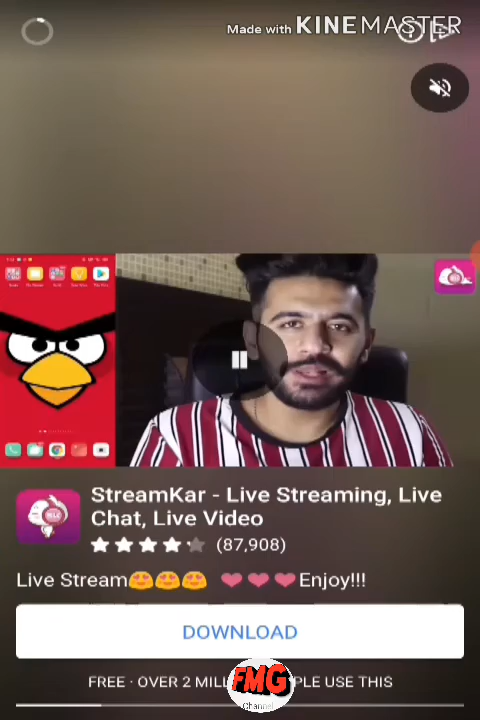 Made with KINEMASTER
StreamKar - Live Streaming, Live
Chat, Live Video
(87,908)
Live Stream😍😍😍 ❤❤❤Enjoy!!!
DOWNLOAD
FREE · OVER 2 MILL
PLE USE THIS
FMG
Channel